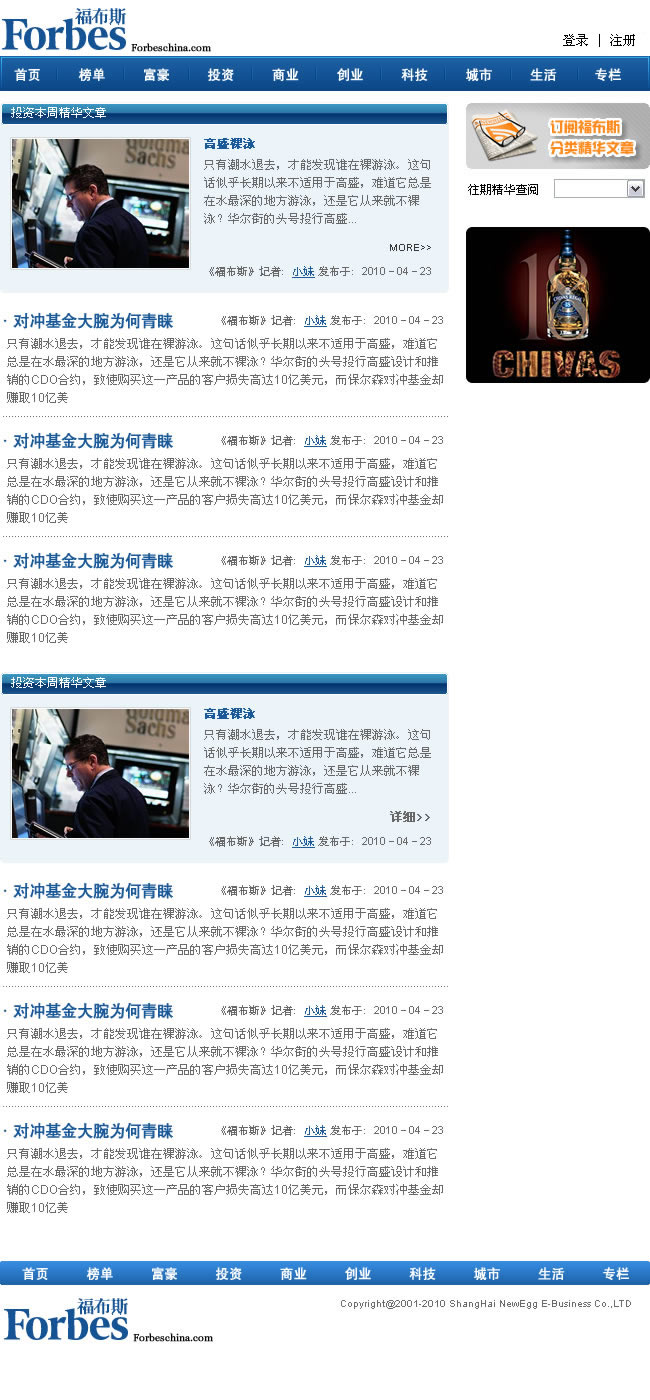 福布斯
Forbes Forbeschina.com
登录 | 注册
首页 榜单 富豪 投资 商业 创业 科技 城市 生活 专栏
投资本周精华文章
Goldman
Sachs
高盛裸泳
只有潮水退去，才能发现谁在裸游泳。这句
话似乎长期以来不适用于高盛，难道它总是
在水最深的地方游泳，还是它从来就不裸
泳？华尔街的头号投行高盛...
MORE>>
《福布斯》记者: 小妹 发布于: 2010-04-23
订阅福布斯
分类精华文章
往期精华查阅
18
CHIVAS
· 对冲基金大腕为何青睐 《福布斯》记者: 小妹 发布于: 2010-04-23
只有潮水退去，才能发现谁在裸游泳。这句话似乎长期以来不适用于高盛，难道它
总是在水最深的地方游泳，还是它从来就不裸泳？华尔街的头号投行高盛设计和推
销的CDO合约，致使购买这一产品的客户损失高达10亿美元，而保尔森对冲基金却
赚取10亿美
· 对冲基金大腕为何青睐 《福布斯》记者: 小妹 发布于: 2010-04-23
只有潮水退去，才能发现谁在裸游泳。这句话似乎长期以来不适用于高盛，难道它
总是在水最深的地方游泳，还是它从来就不裸泳？华尔街的头号投行高盛设计和推
销的CDO合约，致使购买这一产品的客户损失高达10亿美元，而保尔森对冲基金却
赚取10亿美
· 对冲基金大腕为何青睐 《福布斯》记者: 小妹 发布于: 2010-04-23
只有潮水退去，才能发现谁在裸游泳。这句话似乎长期以来不适用于高盛，难道它
总是在水最深的地方游泳，还是它从来就不裸泳？华尔街的头号投行高盛设计和推
销的CDO合约，致使购买这一产品的客户损失高达10亿美元，而保尔森对冲基金却
赚取10亿美
投资本周精华文章
Goldman
Sachs
高盛裸泳
只有潮水退去，才能发现谁在裸游泳。这句
话似乎长期以来不适用于高盛，难道它总是
在水最深的地方游泳，还是它从来就不裸
泳？华尔街的头号投行高盛...
详细>>
《福布斯》记者: 小妹 发布于: 2010-04-23
· 对冲基金大腕为何青睐 《福布斯》记者: 小妹 发布于: 2010-04-23
只有潮水退去，才能发现谁在裸游泳。这句话似乎长期以来不适用于高盛，难道它
总是在水最深的地方游泳，还是它从来就不裸泳？华尔街的头号投行高盛设计和推
销的CDO合约，致使购买这一产品的客户损失高达10亿美元，而保尔森对冲基金却
赚取10亿美
· 对冲基金大腕为何青睐 《福布斯》记者: 小妹 发布于: 2010-04-23
只有潮水退去，才能发现谁在裸游泳。这句话似乎长期以来不适用于高盛，难道它
总是在水最深的地方游泳，还是它从来就不裸泳？华尔街的头号投行高盛设计和推
销的CDO合约，致使购买这一产品的客户损失高达10亿美元，而保尔森对冲基金却
赚取10亿美
· 对冲基金大腕为何青睐 《福布斯》记者: 小妹 发布于: 2010-04-23
只有潮水退去，才能发现谁在裸游泳。这句话似乎长期以来不适用于高盛，难道它
总是在水最深的地方游泳，还是它从来就不裸泳？华尔街的头号投行高盛设计和推
销的CDO合约，致使购买这一产品的客户损失高达10亿美元，而保尔森对冲基金却
赚取10亿美
首页 榜单 富豪 投资 商业 创业 科技 城市 生活 专栏
福布斯
Forbes Forbeschina.com
Copyright@2001-2010 ShangHai NewEgg E-Business Co.,LTD